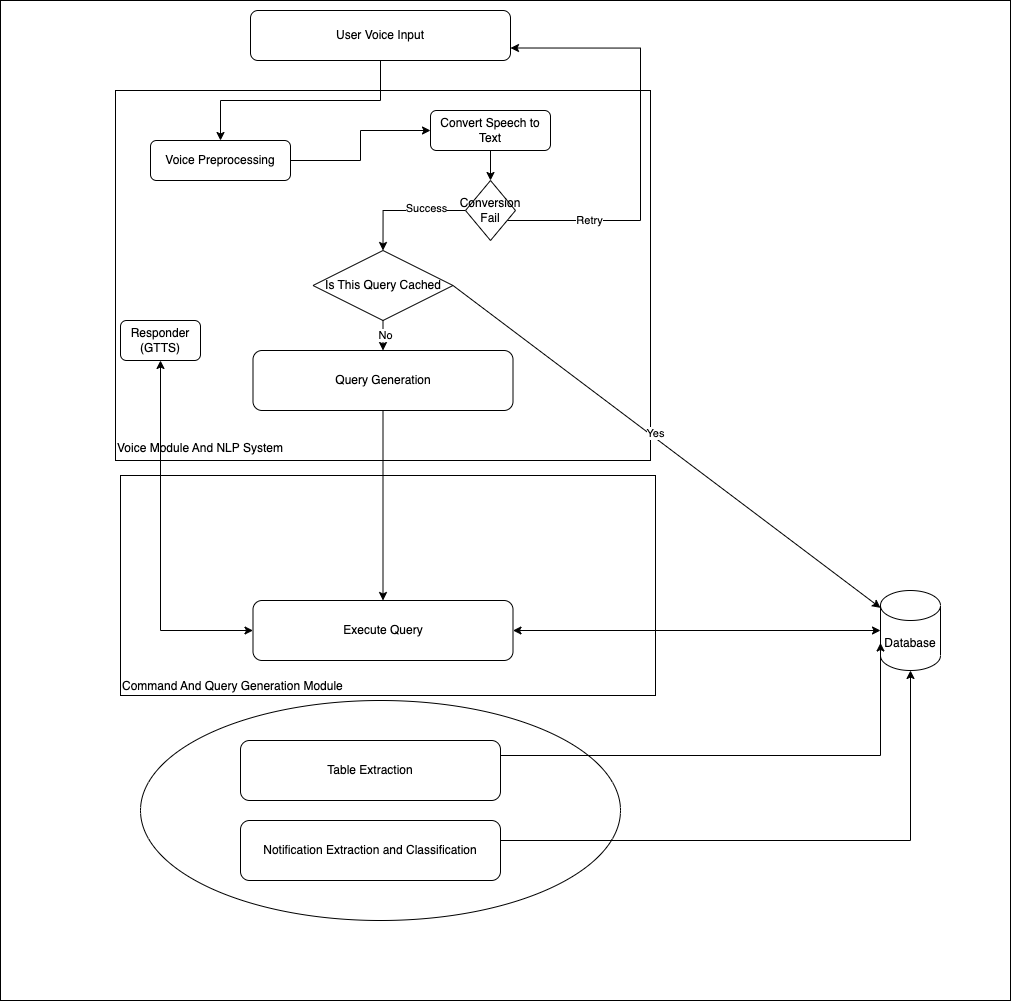 User Voice Input
Convert Speech to
Text
Voice Preprocessing
Conversion
Fail
Success
Retry
Is This Query Cached
No
Responder
(GTTS)
Query Generation
Yes
Voice Module And NLP System
Execute Query
Database
Command And Query Generation Module
Table Extraction
Notification Extraction and Classification